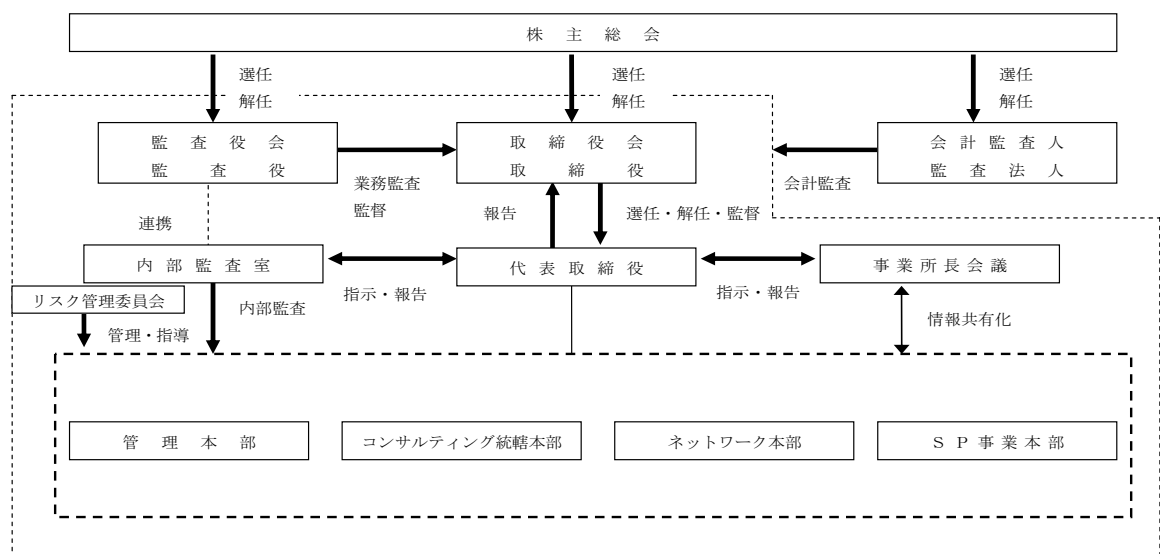 株主総会
選任
解任
選任
解任
選任
解任
監査役会
監査役
取締役会
取締役
会計監査人
監査法人
業務監査
監督
会計監査
連携
報告
選任・解任・監督
内部監査室
代表取締役
事業所長会議
リスク管理委員会
内部監査
指示・報告
指示・報告
情報共有化
管理・指導
管理本部
コンサルティング統轄本部
ネットワーク本部
ＳＰ事業本部